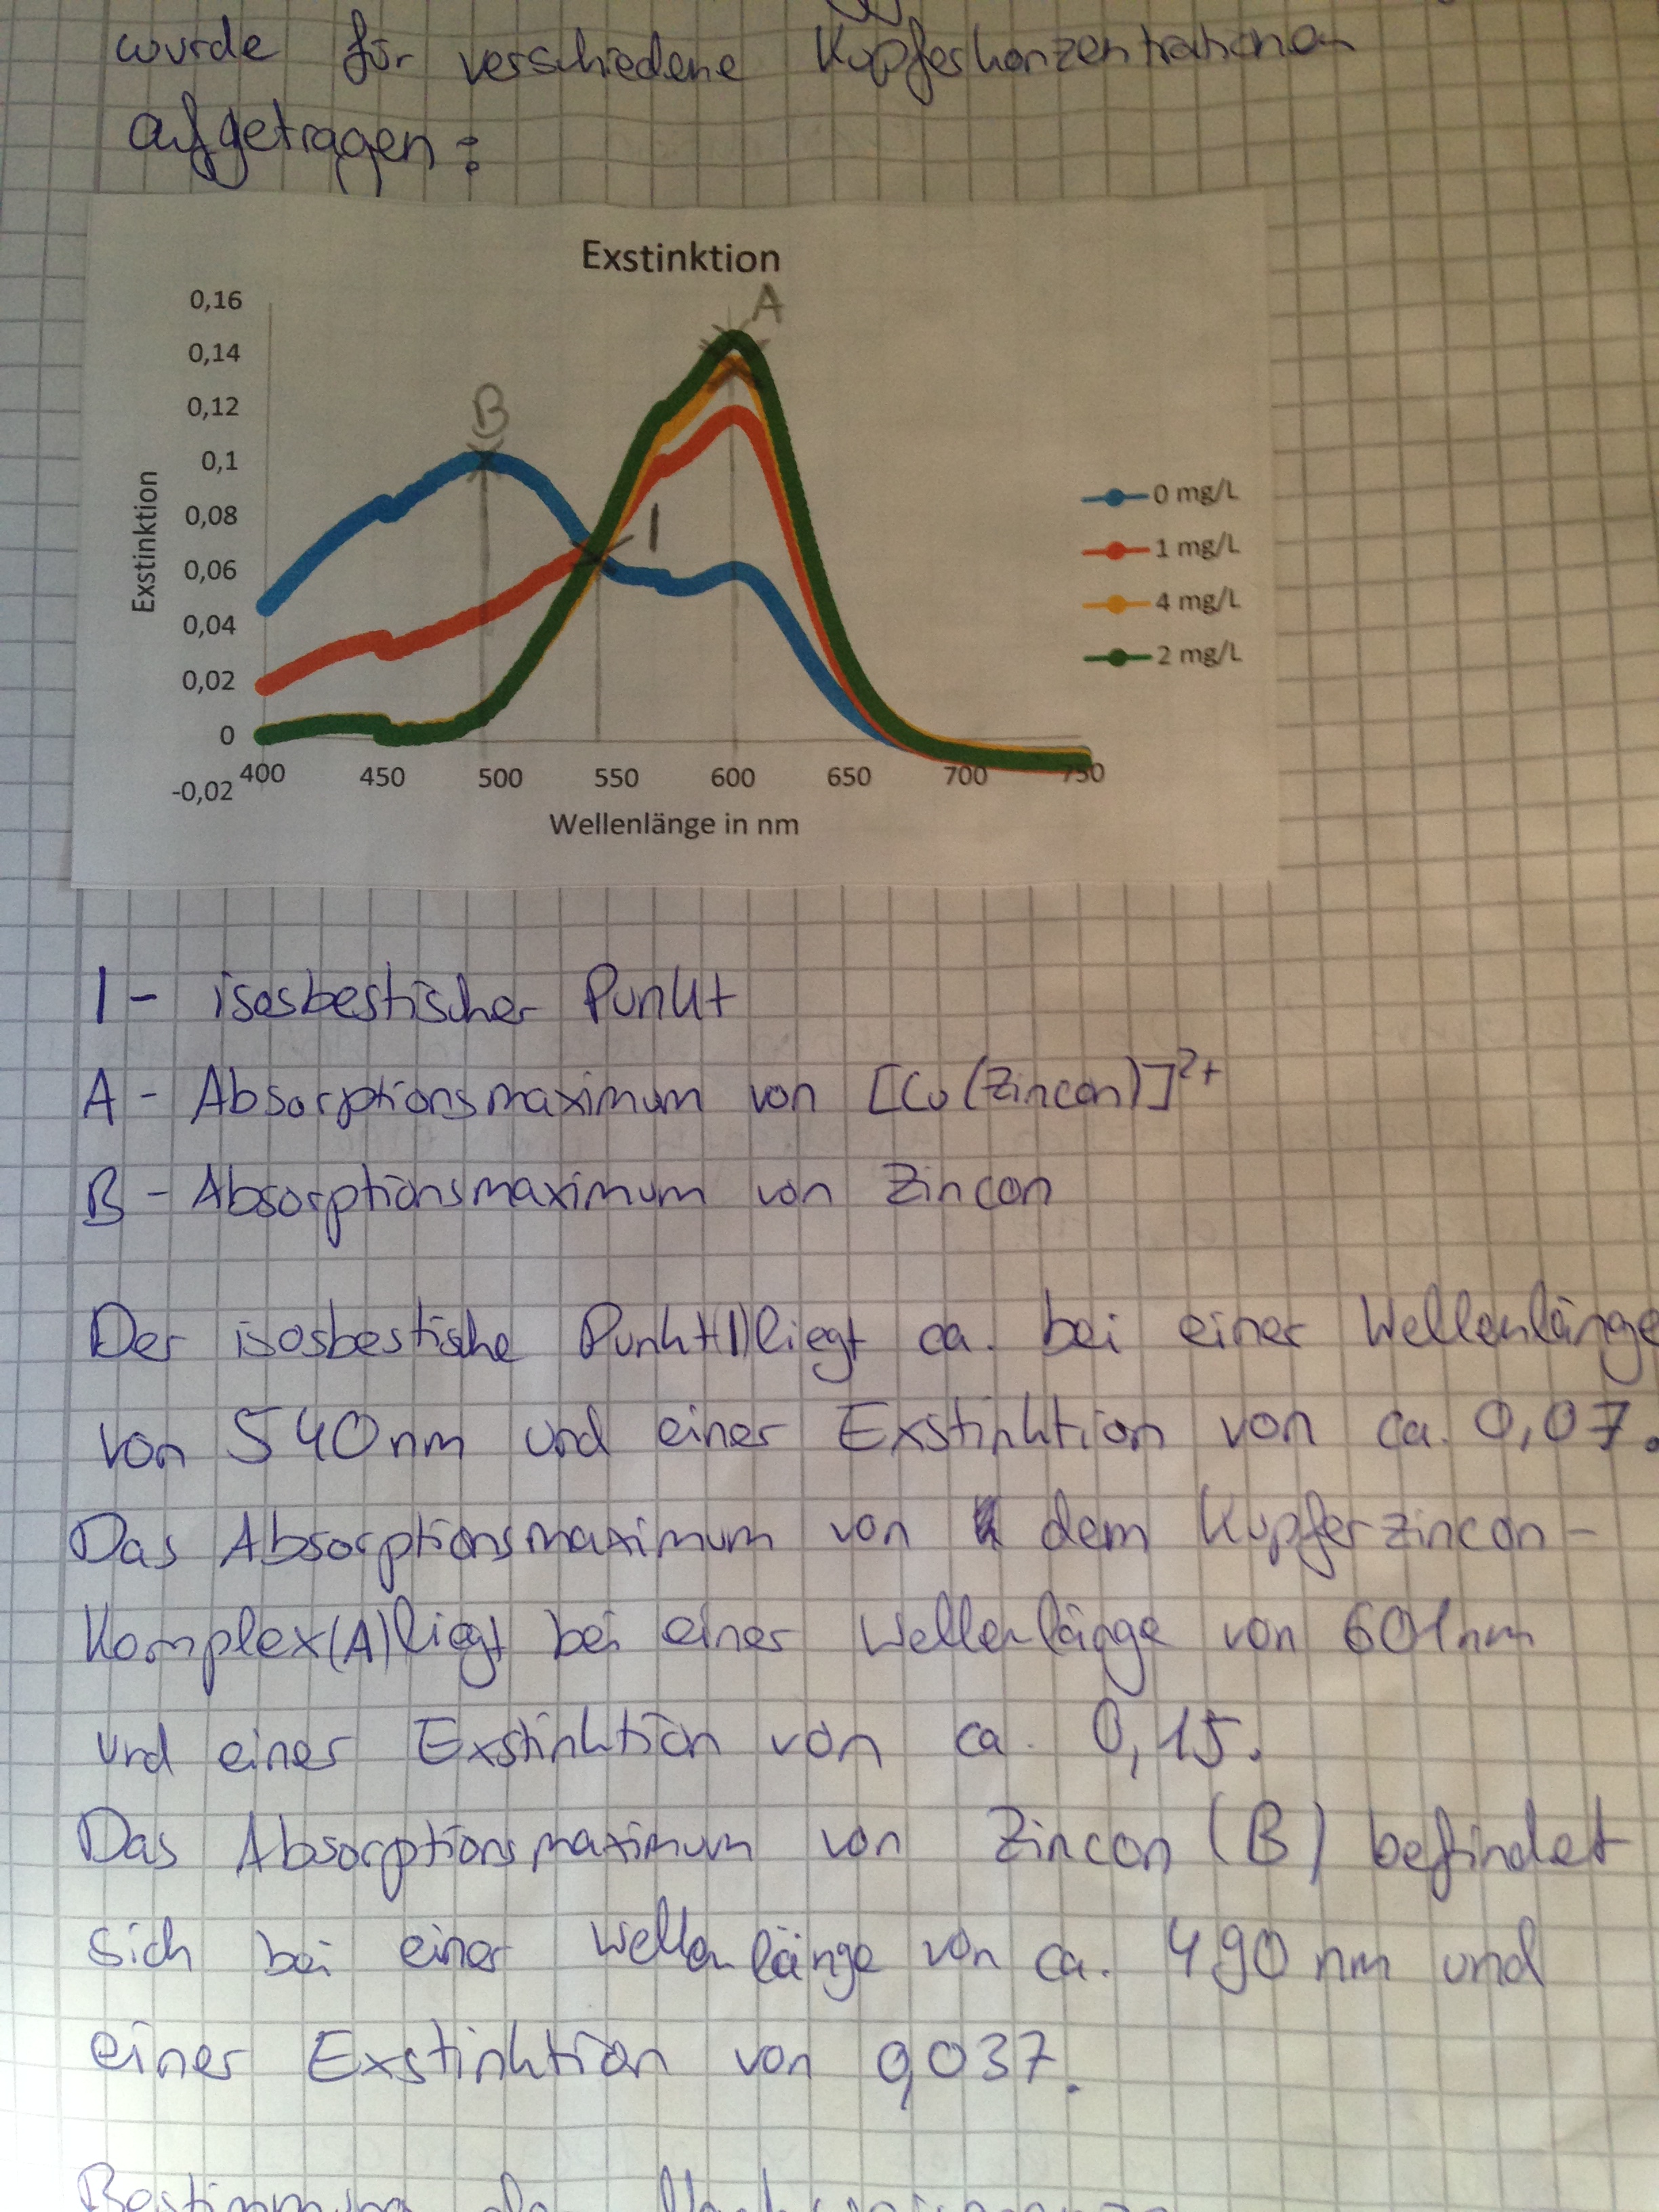 wurde für verschiedene Kupferkonzentrationen
aufgetragen:
Exstinktion
0,16
0,14
0,12
0,1
0,08
0,06
0,04
0,02
0
-0,02
Exstinktion
400 450 500 550 600 650 700 750
Wellenlänge in nm
0 mg/L
1 mg/L
4 mg/L
2 mg/L
B
I
A
I - isosbestischer Punkt
A - Absorptionsmaximum von [Cu(Zincon)]²⁺
B - Absorptionsmaximum von Zincon
Der isosbestische Punkt(I) liegt ca. bei einer Wellenlänge
von 540nm und einer Exstinktion von ca. 0,07.
Das Absorptionsmaximum von dem Kupferzincon-
Komplex(A) liegt bei einer Wellenlänge von 601nm
und einer Exstinktion von ca. 0,15.
Das Absorptionsmaximum von Zincon (B) befindet
sich bei einer Wellenlänge von ca. 490 nm und
einer Exstinktion von 0,037.
Bestimmung der